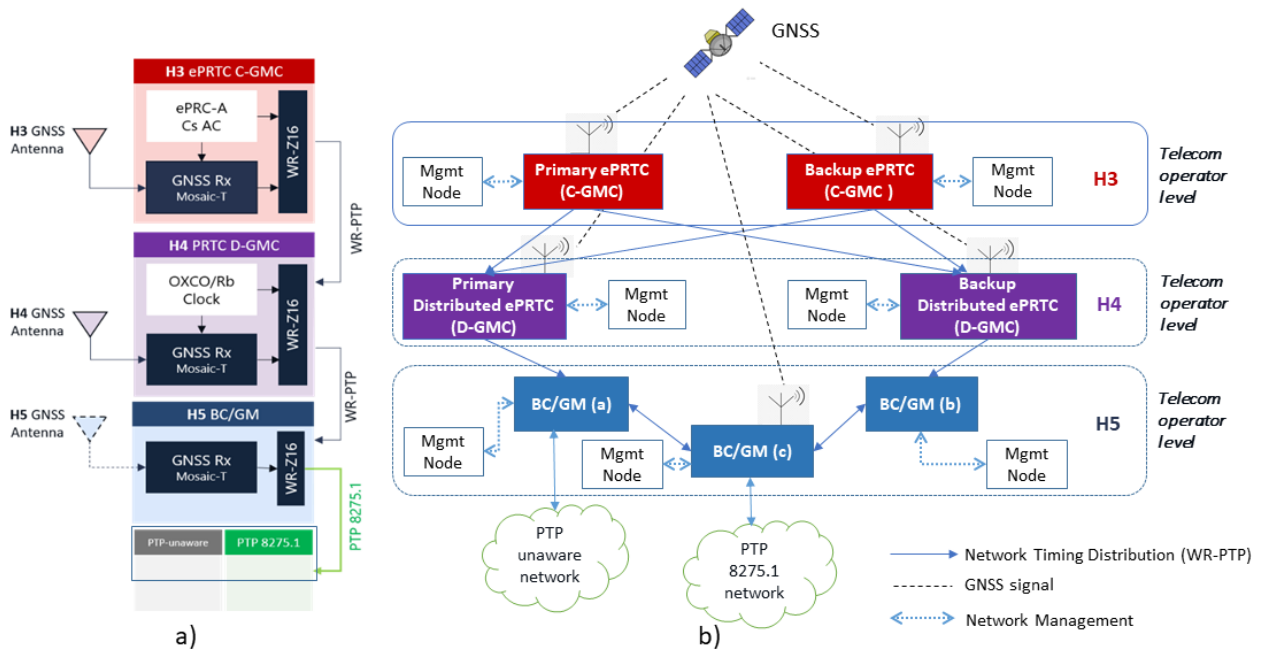 H3 ePRTC C-GMC
ePRC-A
Cs AC
WR-Z16
H3 GNSS
Antenna
GNSS Rx
Mosaic-T
WR-PTP
H4 PRTC D-GMC
OXCO/Rb
Clock
WR-Z16
H4 GNSS
Antenna
GNSS Rx
Mosaic-T
WR-PTP
H5 BC/GM
H5 GNSS
Antenna
GNSS Rx
Mosaic-T
WR-Z16
PTP 8275.1
PTP-unaware
PTP 8275.1
a)
GNSS
Mgmt
Node
Primary ePRTC
(C-GMC)
Backup ePRTC
(C-GMC )
Mgmt
Node
H3
Telecom
operator
level
Primary
Distributed ePRTC
(D-GMC)
Mgmt
Node
Mgmt
Node
Backup
Distributed ePRTC
(D-GMC)
H4
Telecom
operator
level
BC/GM (a)
BC/GM (b)
Mgmt
Node
Mgmt
Node
BC/GM (c)
Mgmt
Node
H5
Telecom
operator
level
PTP
unaware
network
PTP
8275.1
network
Network Timing Distribution (WR-PTP)
GNSS signal
Network Management
b)